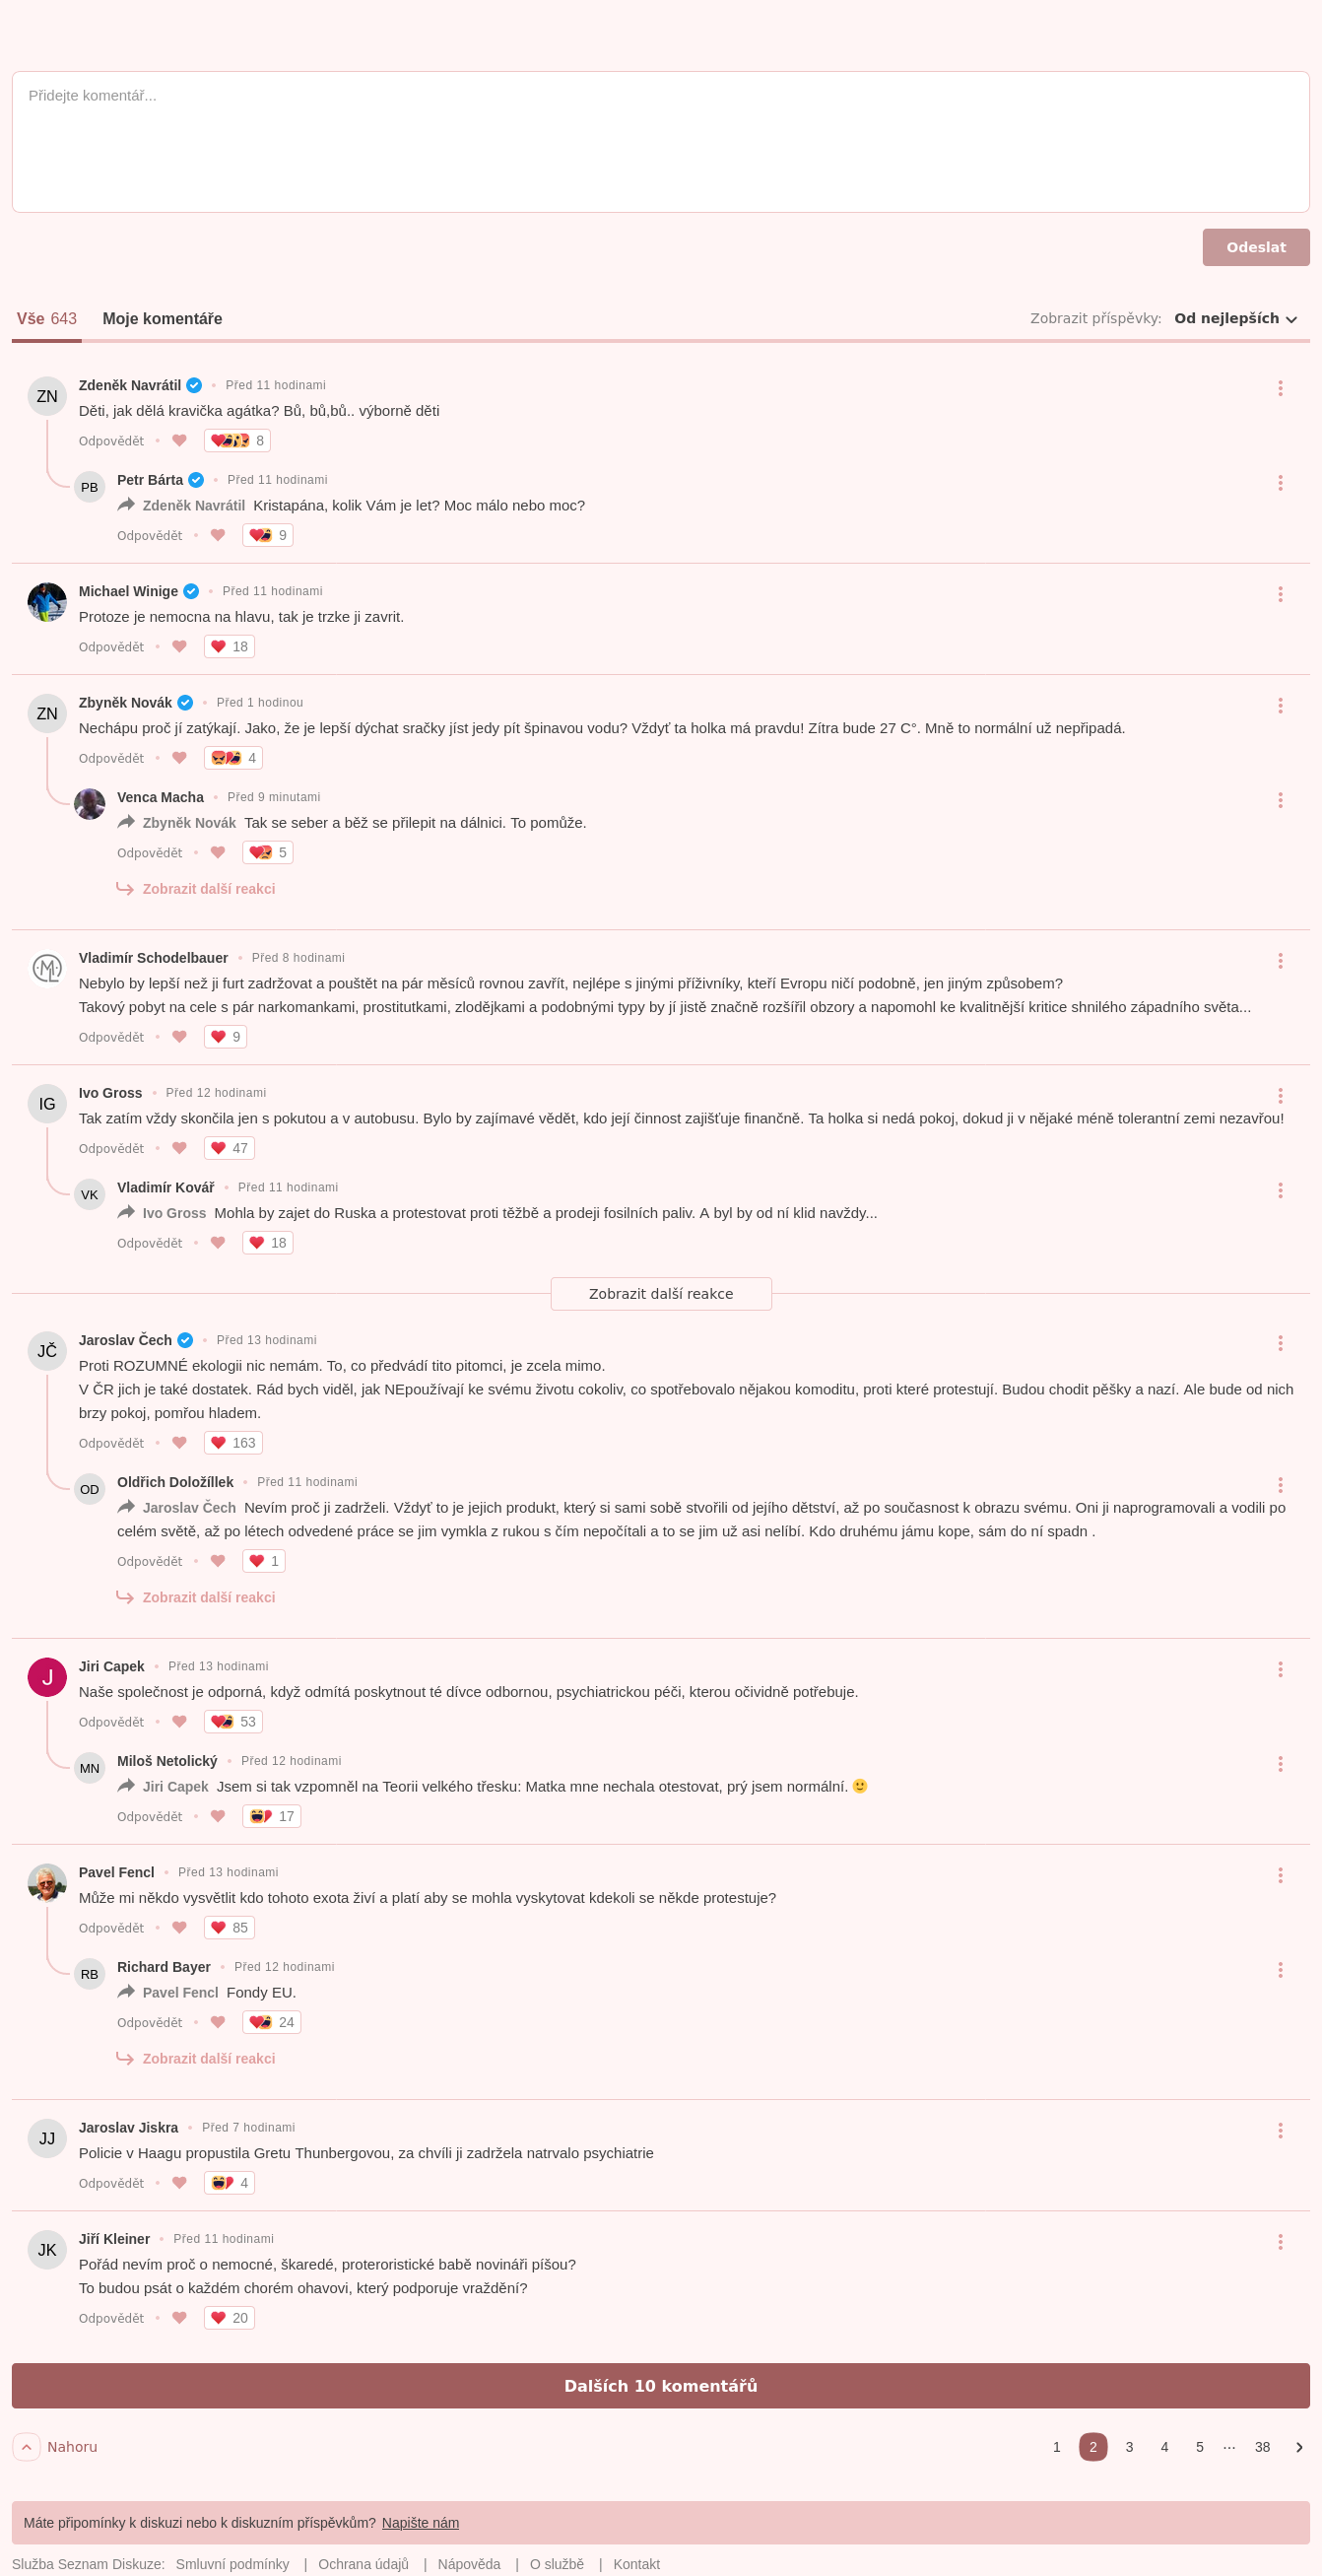 Přidejte komentář...
Odeslat
Vše 643 Moje komentáře Zobrazit příspěvky: Od nejlepších
ZN Zdeněk Navrátil • Před 11 hodinami
Děti, jak dělá kravička agátka? Bů, bů,bů.. výborně děti
Odpovědět • 8
PB Petr Bárta • Před 11 hodinami
Zdeněk Navrátil Kristapána, kolik Vám je let? Moc málo nebo moc?
Odpovědět • 9
Michael Winige • Před 11 hodinami
Protoze je nemocna na hlavu, tak je trzke ji zavrit.
Odpovědět • 18
ZN Zbyněk Novák • Před 1 hodinou
Nechápu proč jí zatýkají. Jako, že je lepší dýchat sračky jíst jedy pít špinavou vodu? Vždyť ta holka má pravdu! Zítra bude 27 C°. Mně to normální už nepřipadá.
Odpovědět • 4
Venca Macha • Před 9 minutami
Zbyněk Novák Tak se seber a běž se přilepit na dálnici. To pomůže.
Odpovědět • 5
Zobrazit další reakci
Vladimír Schodelbauer • Před 8 hodinami
Nebylo by lepší než ji furt zadržovat a pouštět na pár měsíců rovnou zavřít, nejlépe s jinými příživníky, kteří Evropu ničí podobně, jen jiným způsobem?
Takový pobyt na cele s pár narkomankami, prostitutkami, zlodějkami a podobnými typy by jí jistě značně rozšířil obzory a napomohl ke kvalitnější kritice shnilého západního světa...
Odpovědět • 9
IG Ivo Gross • Před 12 hodinami
Tak zatím vždy skončila jen s pokutou a v autobusu. Bylo by zajímavé vědět, kdo její činnost zajišťuje finančně. Ta holka si nedá pokoj, dokud ji v nějaké méně tolerantní zemi nezavřou!
Odpovědět • 47
VK Vladimír Kovář • Před 11 hodinami
Ivo Gross Mohla by zajet do Ruska a protestovat proti těžbě a prodeji fosilních paliv. A byl by od ní klid navždy...
Odpovědět • 18
Zobrazit další reakce
JČ Jaroslav Čech • Před 13 hodinami
Proti ROZUMNÉ ekologii nic nemám. To, co předvádí tito pitomci, je zcela mimo.
V ČR jich je také dostatek. Rád bych viděl, jak NEpoužívají ke svému životu cokoliv, co spotřebovalo nějakou komoditu, proti které protestují. Budou chodit pěšky a nazí. Ale bude od nich
brzy pokoj, pomřou hladem.
Odpovědět • 163
OD Oldřich Doložíllek • Před 11 hodinami
Jaroslav Čech Nevím proč ji zadrželi. Vždyť to je jejich produkt, který si sami sobě stvořili od jejího dětství, až po současnost k obrazu svému. Oni ji naprogramovali a vodili po
celém světě, až po létech odvedené práce se jim vymkla z rukou s čím nepočítali a to se jim už asi nelíbí. Kdo druhému jámu kope, sám do ní spadn .
Odpovědět • 1
Zobrazit další reakci
J Jiri Capek • Před 13 hodinami
Naše společnost je odporná, když odmítá poskytnout té dívce odbornou, psychiatrickou péči, kterou očividně potřebuje.
Odpovědět • 53
MN Miloš Netolický • Před 12 hodinami
Jiri Capek Jsem si tak vzpomněl na Teorii velkého třesku: Matka mne nechala otestovat, prý jsem normální. 🙂
Odpovědět • 17
Pavel Fencl • Před 13 hodinami
Může mi někdo vysvětlit kdo tohoto exota živí a platí aby se mohla vyskytovat kdekoli se někde protestuje?
Odpovědět • 85
RB Richard Bayer • Před 12 hodinami
Pavel Fencl Fondy EU.
Odpovědět • 24
Zobrazit další reakci
JJ Jaroslav Jiskra • Před 7 hodinami
Policie v Haagu propustila Gretu Thunbergovou, za chvíli ji zadržela natrvalo psychiatrie
Odpovědět • 4
JK Jiří Kleiner • Před 11 hodinami
Pořád nevím proč o nemocné, škaredé, proteroristické babě novináři píšou?
To budou psát o každém chorém ohavovi, který podporuje vraždění?
Odpovědět • 20
Dalších 10 komentářů
Nahoru 1 2 3 4 5 ··· 38
Máte připomínky k diskuzi nebo k diskuzním příspěvkům? Napište nám
Služba Seznam Diskuze: Smluvní podmínky | Ochrana údajů | Nápověda | O službě | Kontakt